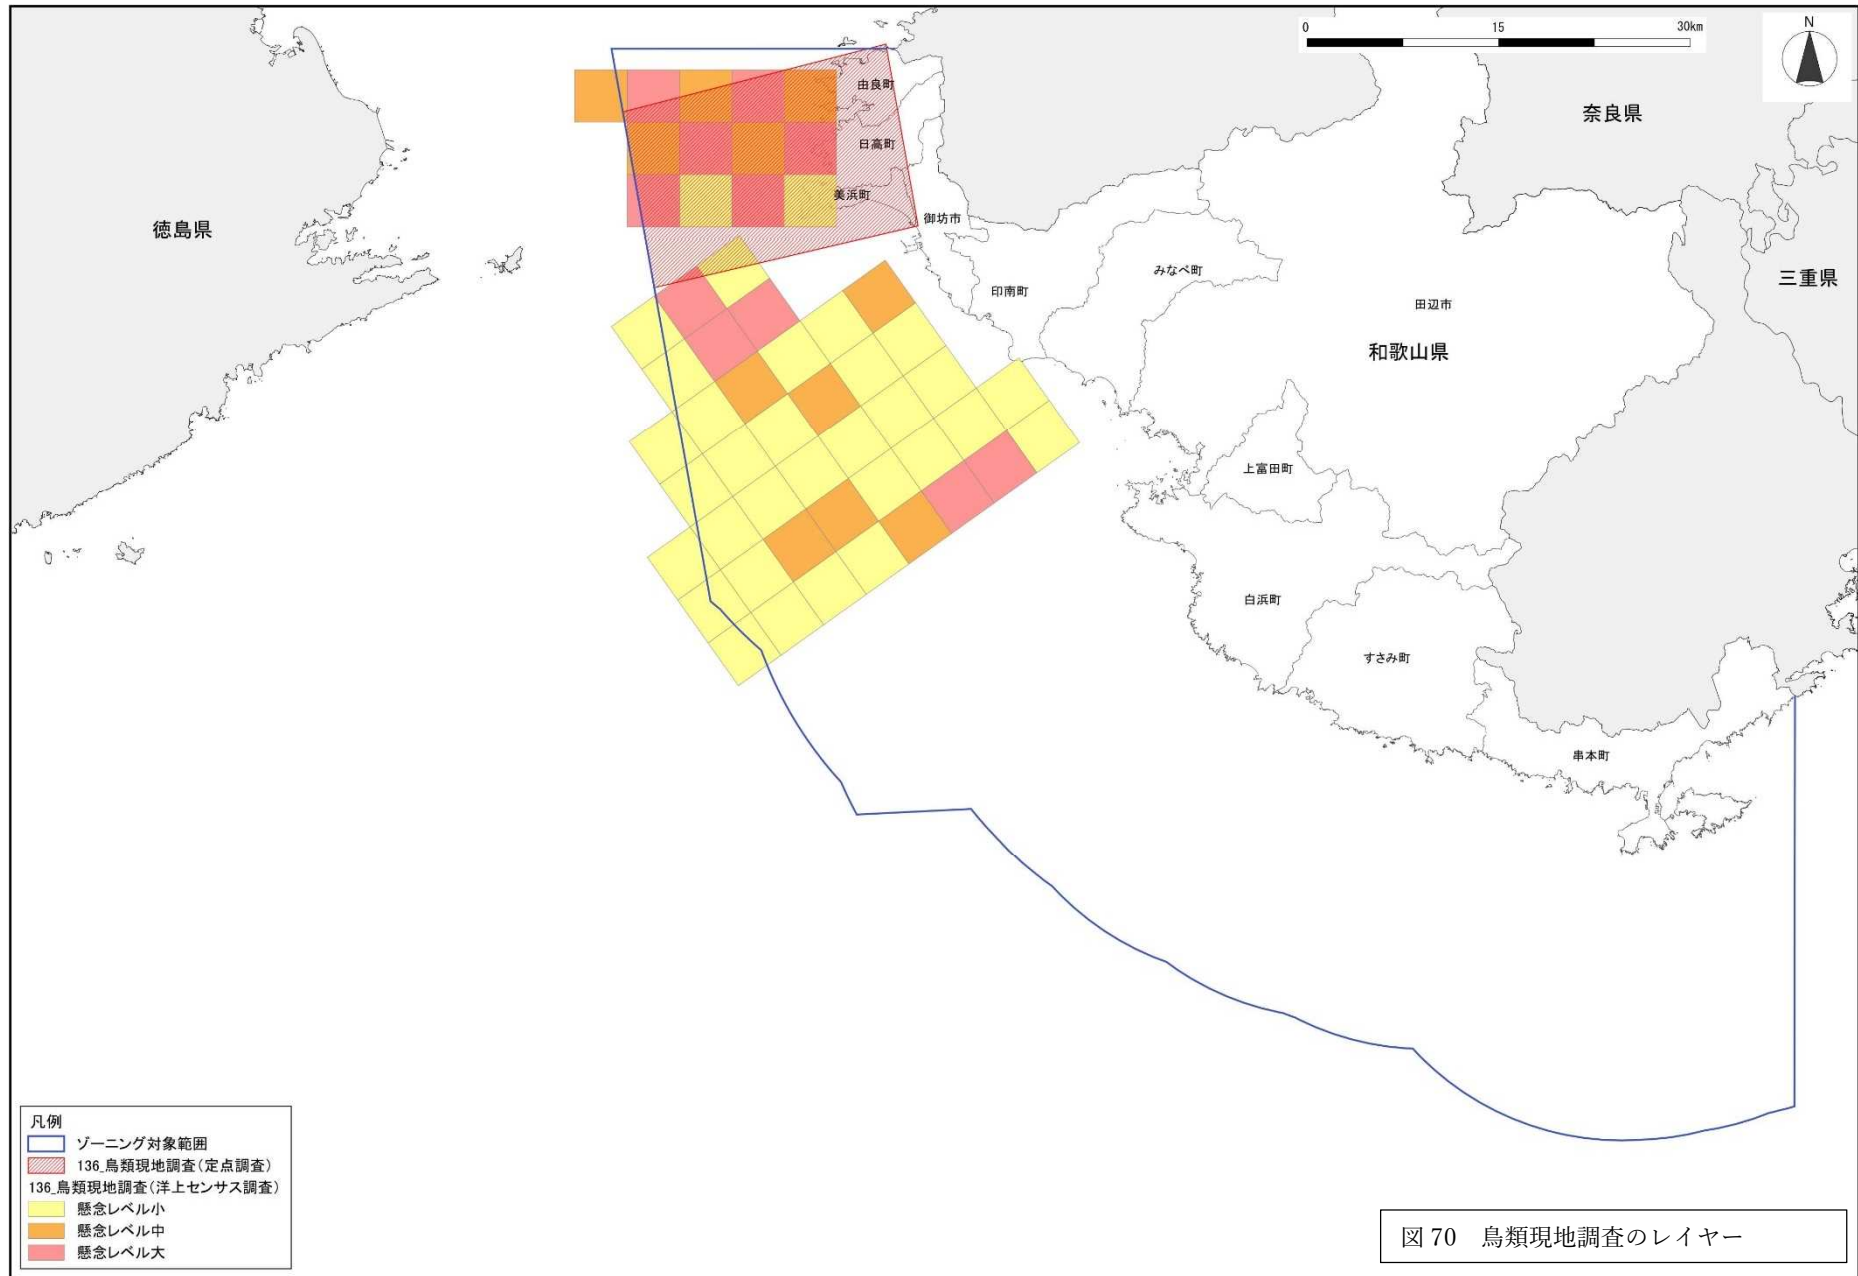 0 15 30km
N
由良町
奈良県
日高町
美浜町
徳島県
御坊市
みなべ町
三重県
印南町
田辺市
和歌山県
上富田町
白浜町
すさみ町
串本町
凡例
ゾーニング対象範囲
136_鳥類現地調査(定点調査)
136_鳥類現地調査(洋上センサス調査)
懸念レベル小
懸念レベル中
懸念レベル大
図 70 鳥類現地調査のレイヤー